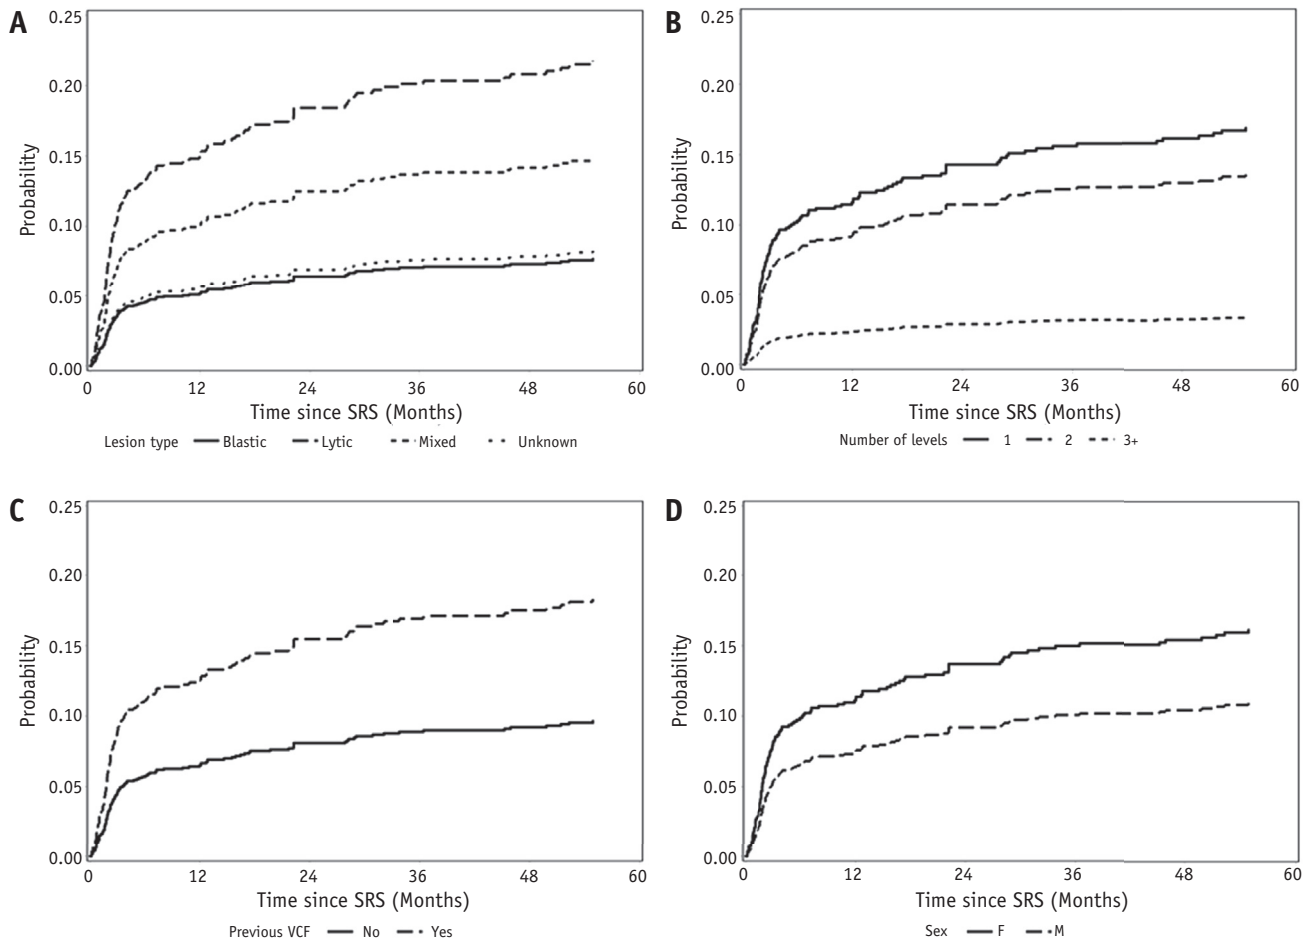 A
0.25
0.20
0.15
0.10
0.05
0.00
Probability
0 12 24 36 48 60
Time since SRS (Months)
Lesion type Blastic Lytic Mixed Unknown
B
0.25
0.20
0.15
0.10
0.05
0.00
Probability
0 12 24 36 48 60
Time since SRS (Months)
Number of levels 1 2 3+
C
0.25
0.20
0.15
0.10
0.05
0.00
Probability
0 12 24 36 48 60
Time since SRS (Months)
Previous VCF No Yes
D
0.25
0.20
0.15
0.10
0.05
0.00
Probability
0 12 24 36 48 60
Time since SRS (Months)
Sex F M